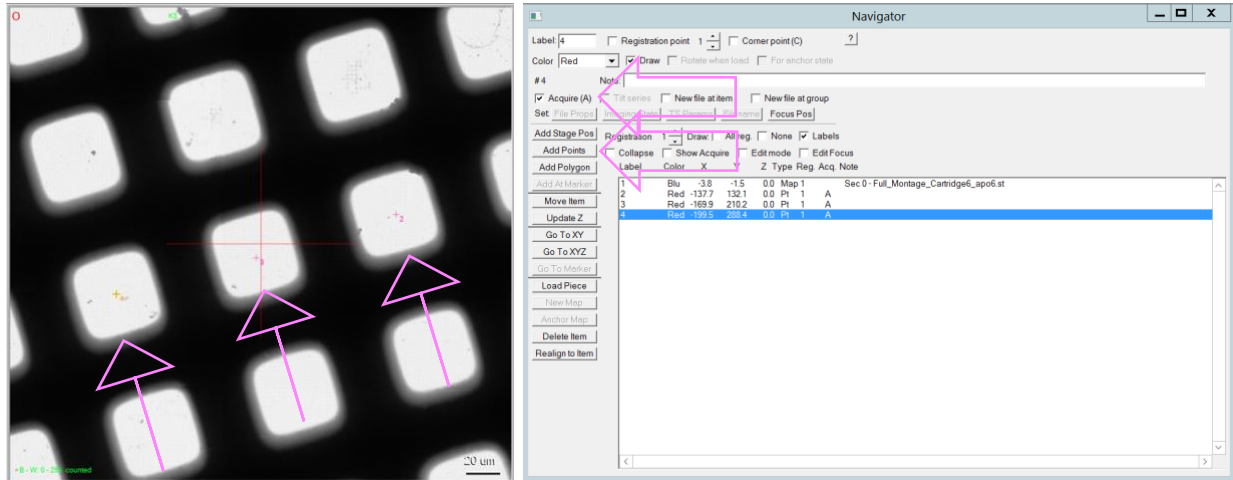 O
Navigator
Label: 4 Registration point 1 Corner point (C) ?
Color Red Draw Rotate when load For anchor state
# 4 Note:
Acquire (A) Tilt series New file at item New file at group
Set: File Props Focus Pos
Add Stage Pos Registration 1 Draw: All reg. None Labels
Add Points Collapse Show Acquire Edit mode Edit Focus
Add Polygon Label Color X Y Z Type Reg. Acq. Note
Add At Marker 1 Blu -3.8 -1.5 0.0 Map 1 Sec 0 - Full_Montage_Cartridge6_apo6.st
2 Red -137.7 132.1 0.0 Pt 1 A
Move Item 3 Red -169.9 210.2 0.0 Pt 1 A
Update Z 4 Red -199.5 288.4 0.0 Pt 1 A
Go To XY
Go To XYZ
Go To Marker
Load Piece
New Map
Anchor Map
Delete Item
Realign to Item
2
3
4
+B - W: 0 - 255, counted
20 um